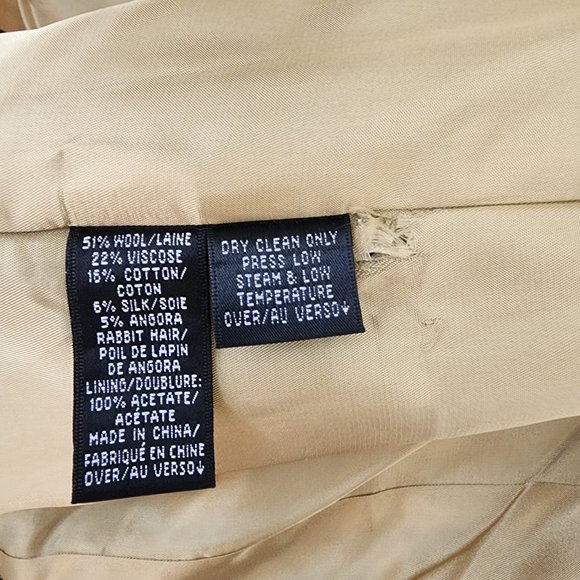 51% WOOL/LAINE
22% VISCOSE
16% COTTON/
COTON
6% SILK/SOIE
5% ANGORA
RABBIT HAIR/
POIL DE LAPIN
DE ANGORA
LINING/DOUBLURE:
100% ACETATE/
ACÉTATE
MADE IN CHINA/
FABRIQUÉ EN CHINE
OVER/AU VERSO↓
DRY CLEAN ONLY
PRESS LOW
STEAM & LOW
TEMPERATURE
OVER/AU VERSO↓